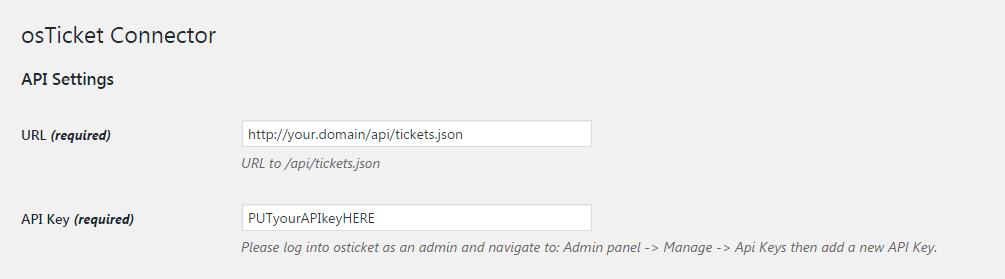 osTicket Connector
API Settings
URL (required)
http://your.domain/api/tickets.json
URL to /api/tickets.json
API Key (required)
PUTyourAPIkeyHERE
Please log into osticket as an admin and navigate to: Admin panel -> Manage -> Api Keys then add a new API Key.